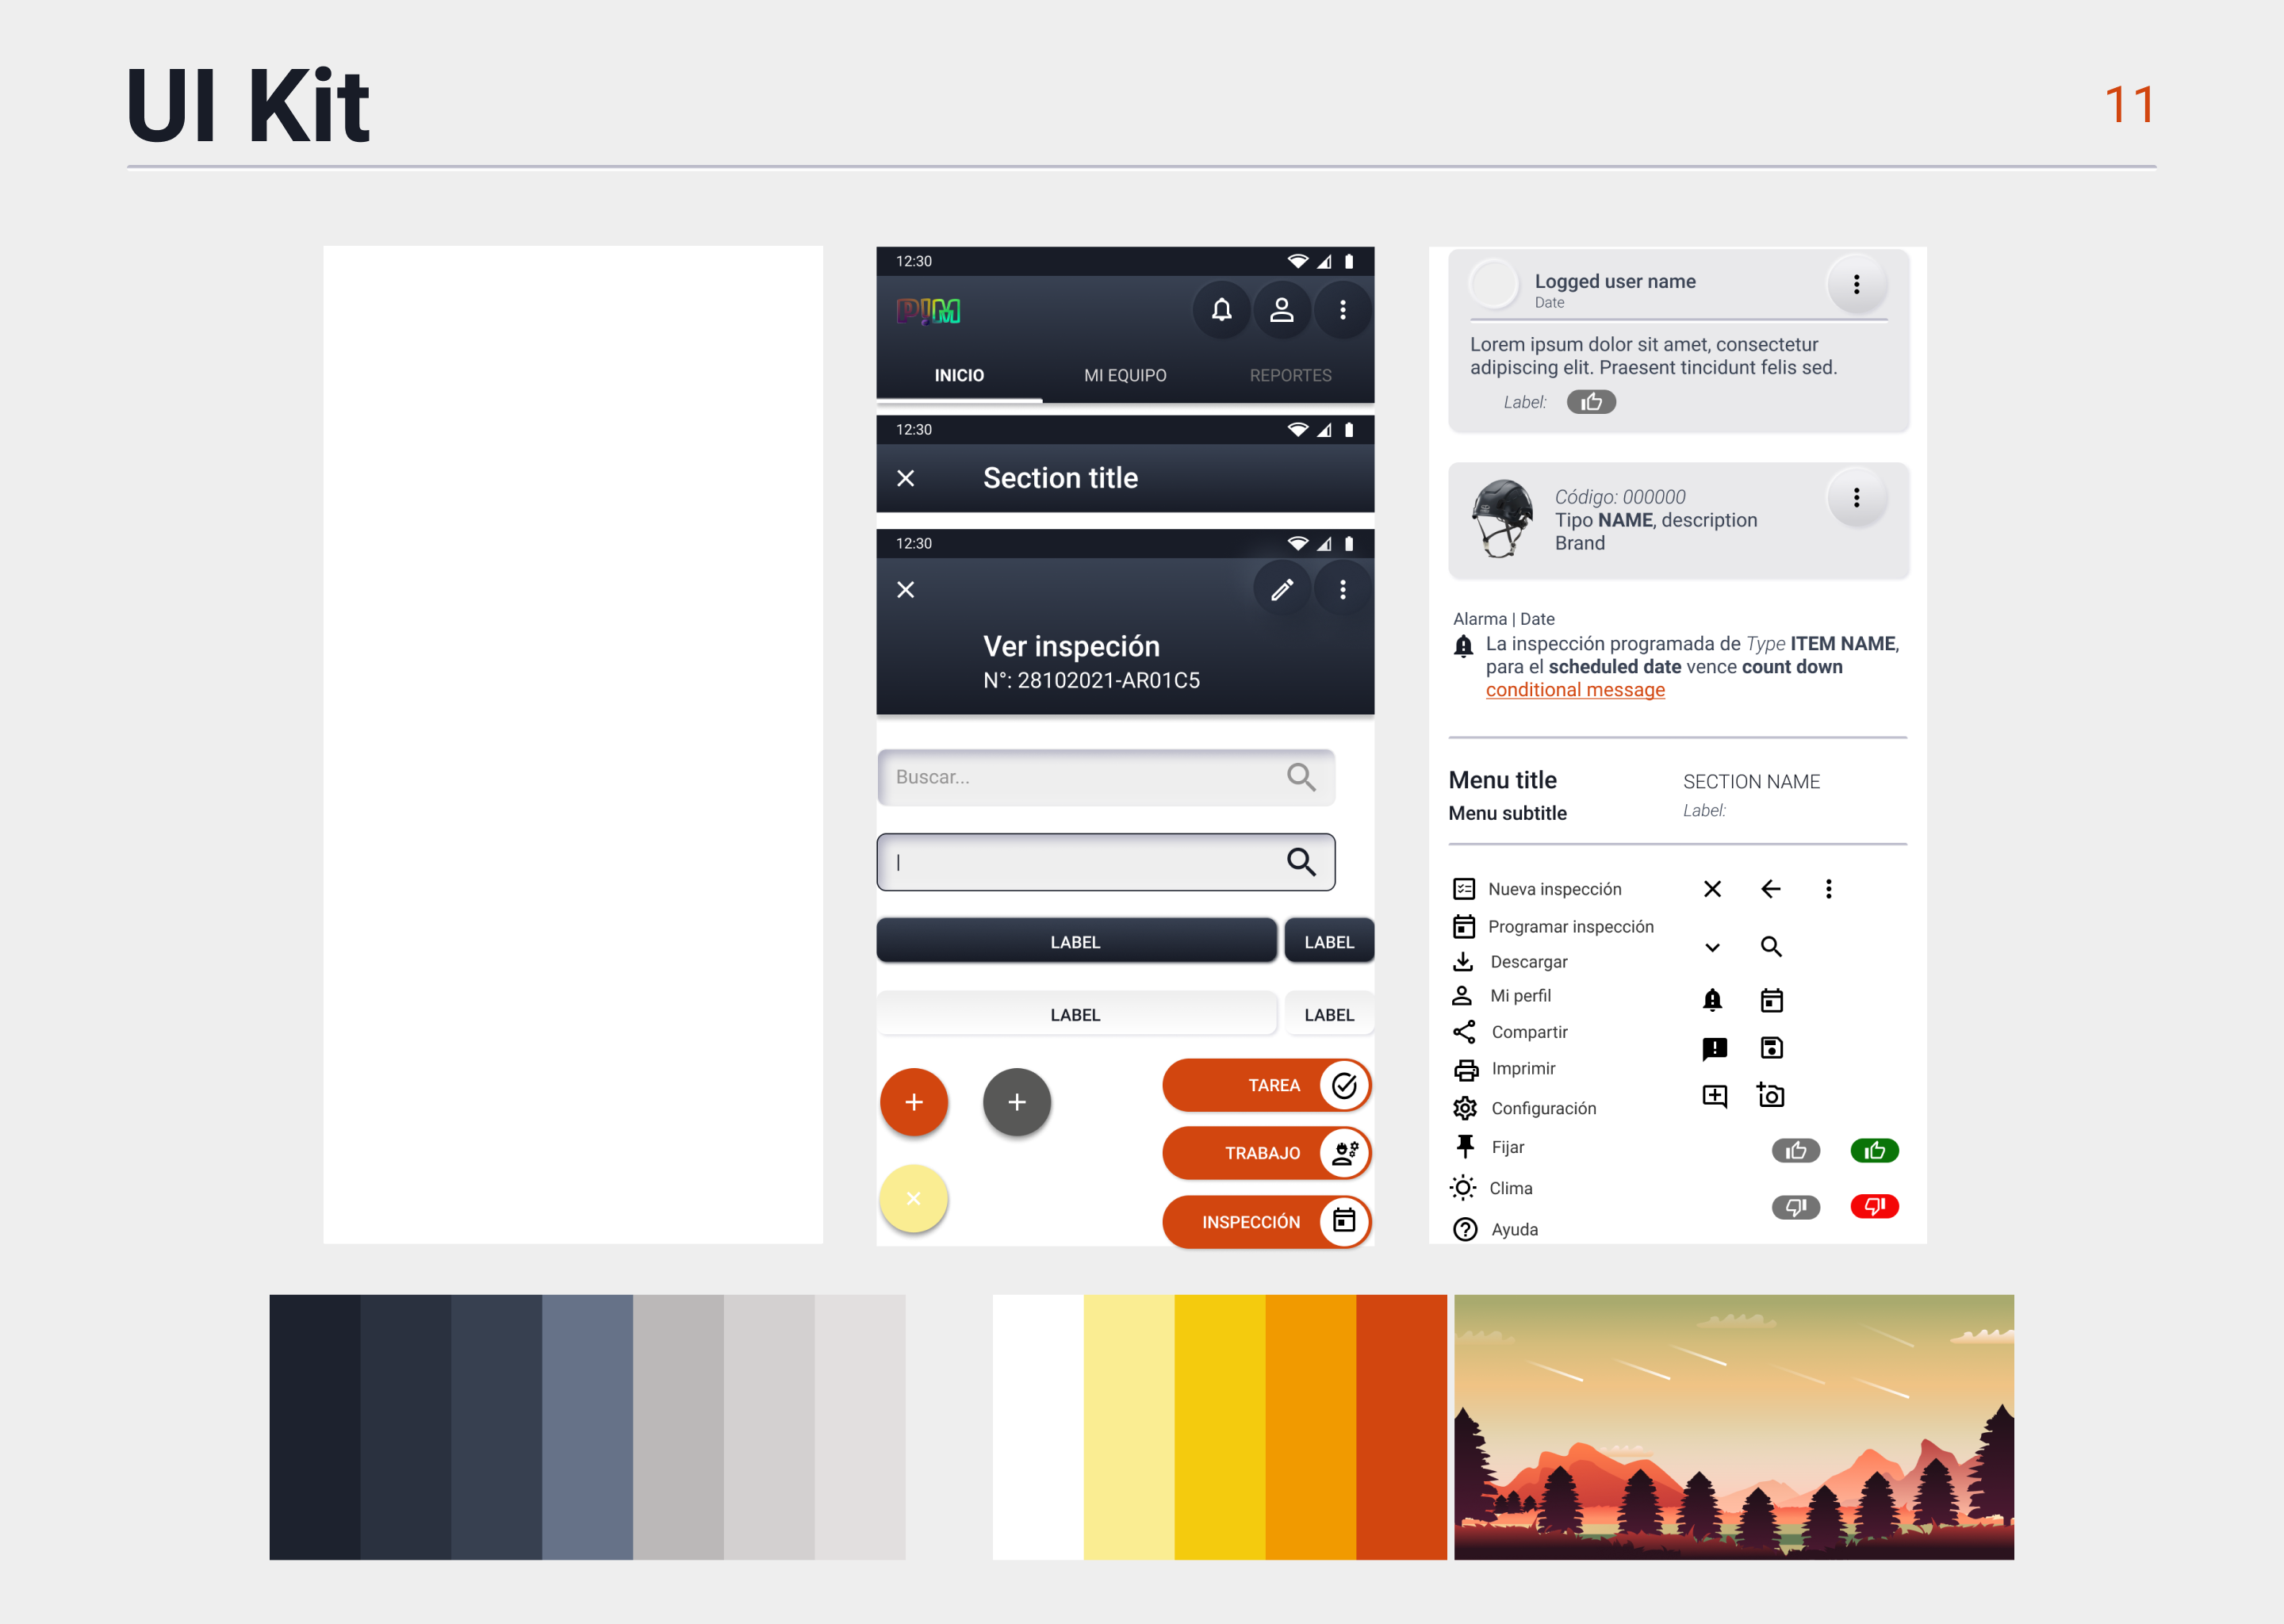 UI Kit
11
12:30
P!M
INICIO MI EQUIPO REPORTES
12:30
Section title
12:30
Ver inspeción
N°: 28102021-AR01C5
Buscar...
LABEL LABEL
LABEL LABEL
TAREA
TRABAJO
INSPECCIÓN
Logged user name
Date
Lorem ipsum dolor sit amet, consectetur
adipiscing elit. Praesent tincidunt felis sed.
Label:
Código: 000000
Tipo NAME, description
Brand
Alarma | Date
La inspección programada de Type ITEM NAME,
para el scheduled date vence count down
conditional message
Menu title
Menu subtitle
SECTION NAME
Label:
Nueva inspección
Programar inspección
Descargar
Mi perfil
Compartir
Imprimir
Configuración
Fijar
Clima
Ayuda